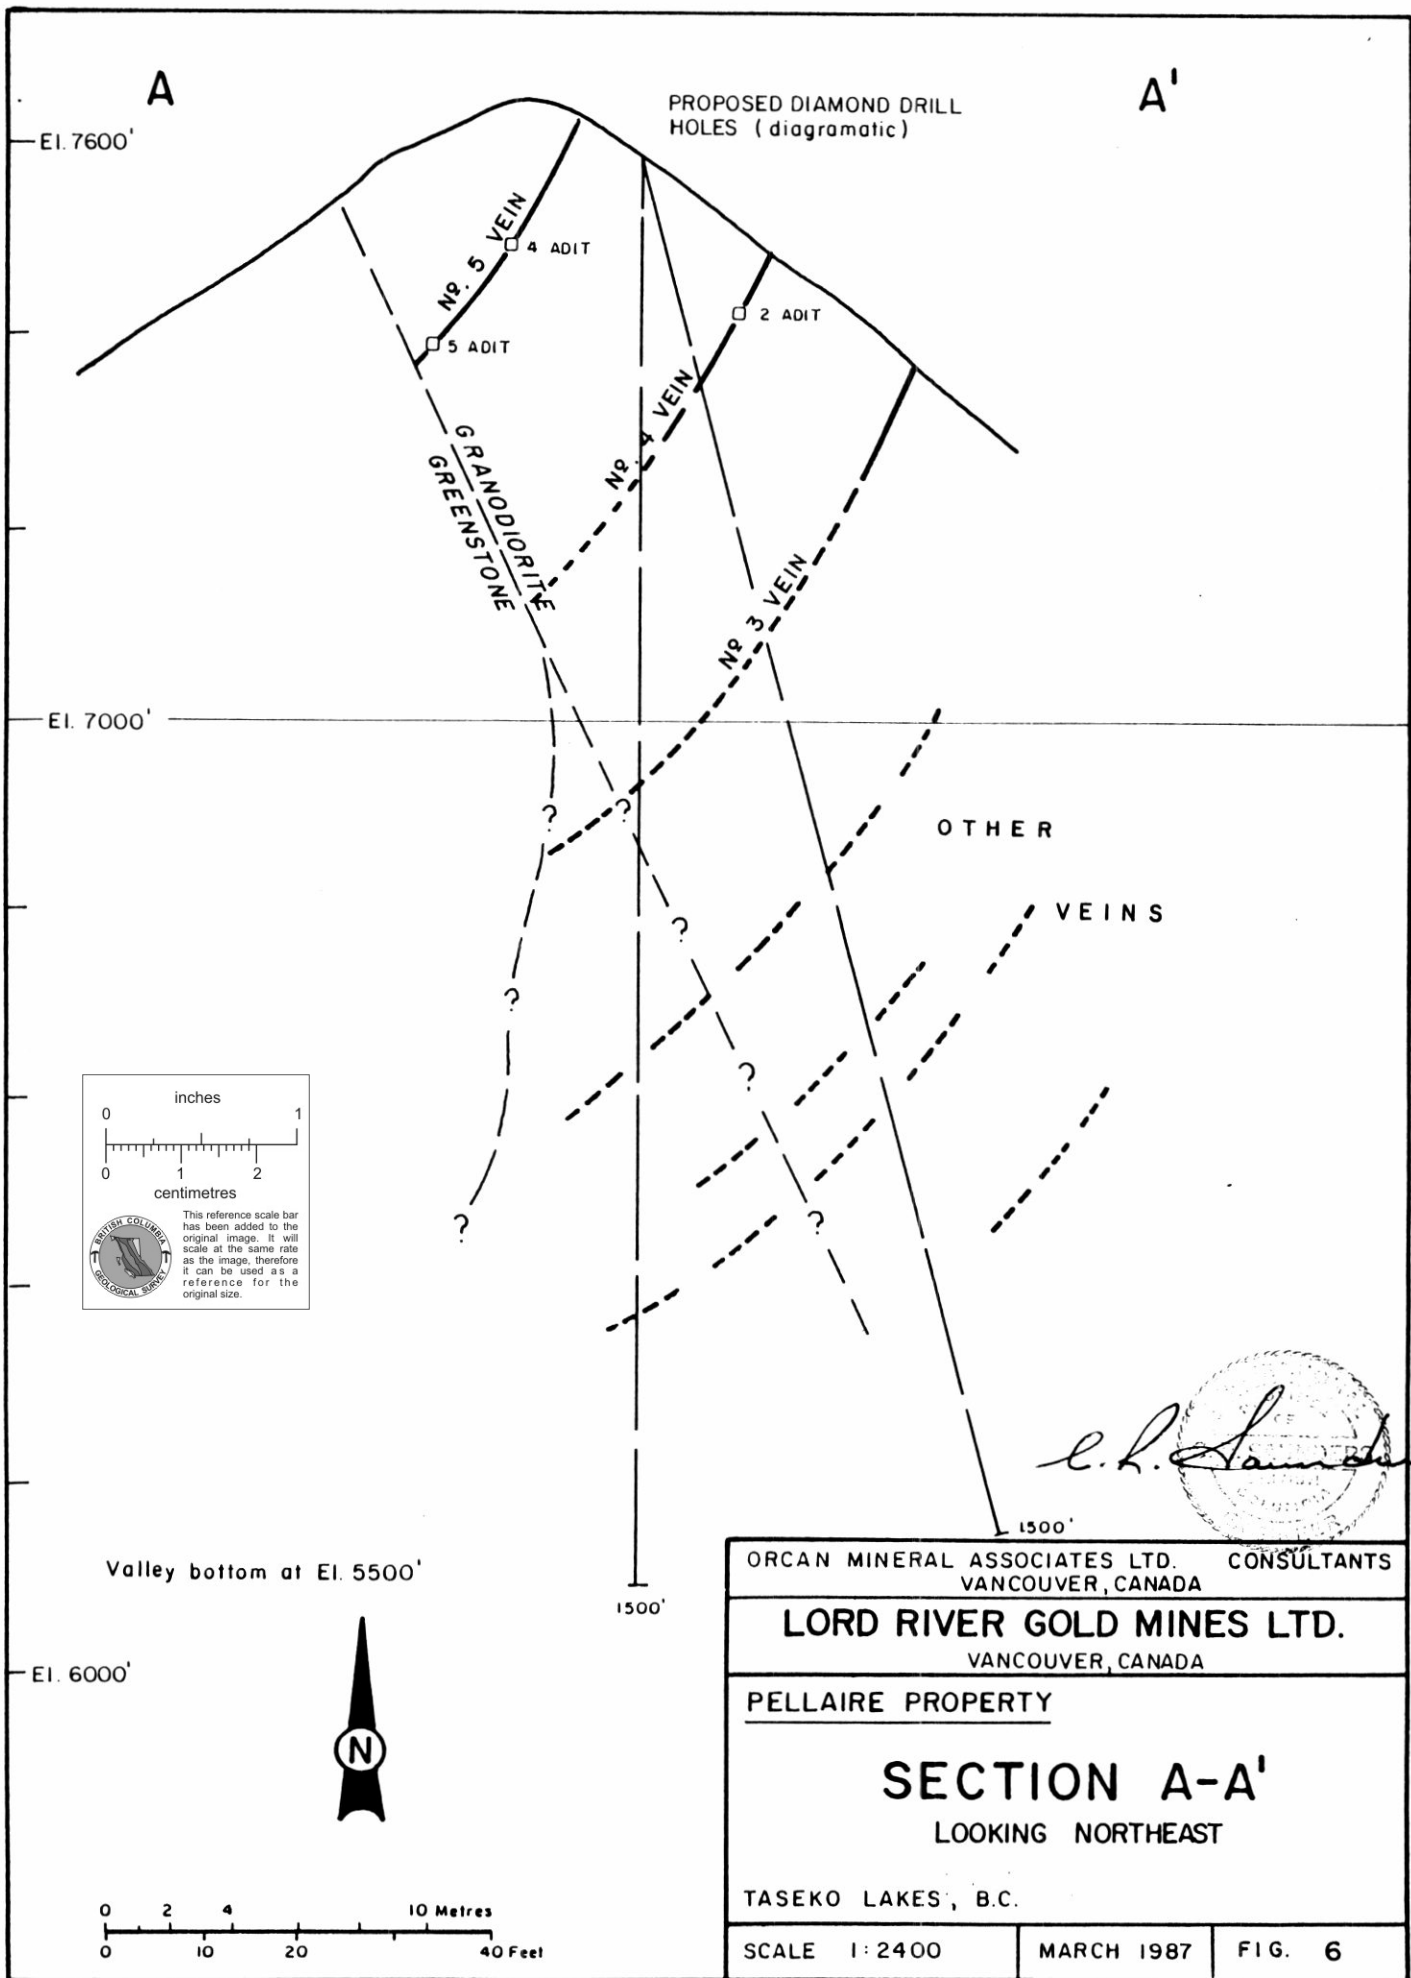 A
A'
PROPOSED DIAMOND DRILL
HOLES (diagramatic)
El. 7600'
Nº. 5 VEIN
4 ADIT
5 ADIT
2 ADIT
Nº. 4 VEIN
GRANODIORITE
GREENSTONE
Nº 3 VEIN
El. 7000'
?
?
OTHER
VEINS
?
?
?
?
?
inches
0 1
0 1 2
centimetres
BRITISH COLUMBIA
GEOLOGICAL SURVEY
This reference scale bar
has been added to the
original image. It will
scale at the same rate
as the image, therefore
it can be used as a
reference for the
original size.
C.R. Saunders
1500'
1500'
Valley bottom at El. 5500'
El. 6000'
N
0 2 4 10 Metres
0 10 20 40 Feet
ORCAN MINERAL ASSOCIATES LTD. CONSULTANTS
VANCOUVER, CANADA
LORD RIVER GOLD MINES LTD.
VANCOUVER, CANADA
PELLAIRE PROPERTY
SECTION A-A'
LOOKING NORTHEAST
TASEKO LAKES, B.C.
SCALE 1:2400
MARCH 1987
FIG. 6